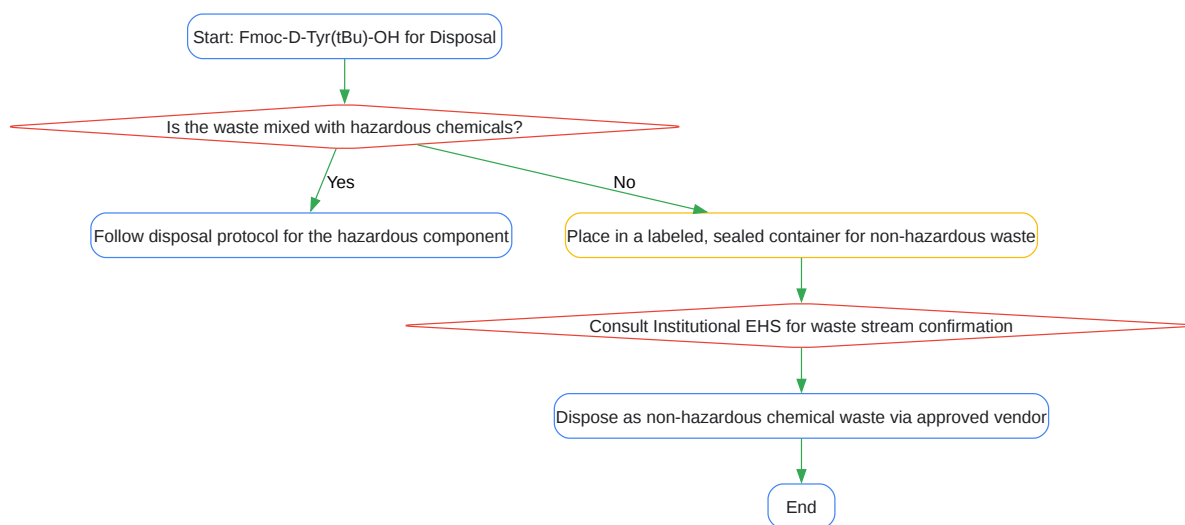 Start: Fmoc-D-Tyr(tBu)-OH for Disposal
Is the waste mixed with hazardous chemicals?
Yes
No
Follow disposal protocol for the hazardous component
Place in a labeled, sealed container for non-hazardous waste
Consult Institutional EHS for waste stream confirmation
Dispose as non-hazardous chemical waste via approved vendor
End